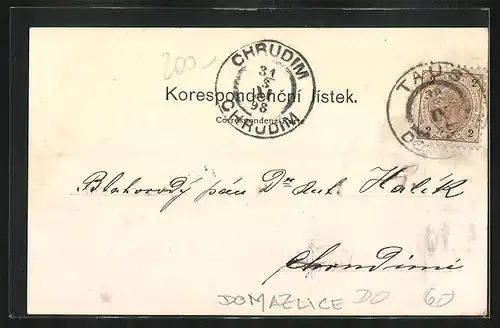 200-
CHRUDIM
31
98
CHRUDIM
Korespondenční lístek.
Correspondenz-Karte
TAUS
2 2
Blahorodý pán Dr Ant. Halík
Chrudimi
DOMAZLICE DO 60